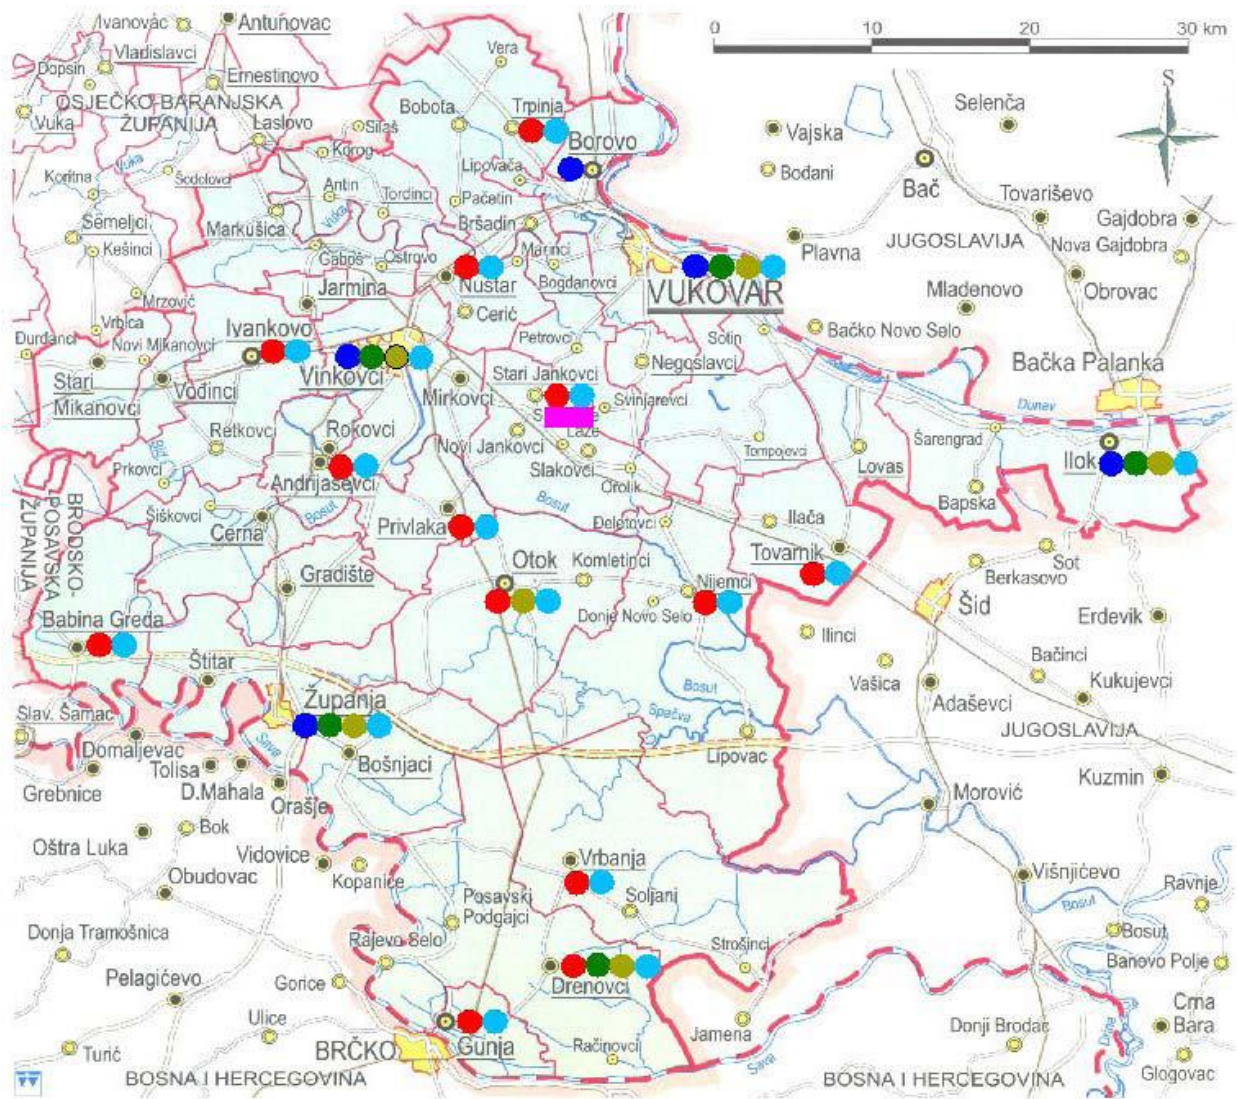 Ivanovac
Antunovac
Vladislavci
Dopsin
Ernestinovo
OSJEČKO-BARANJSKA
ŽUPANIJA
Vuka
Laslovo
Silaš
Korog
Vuka
Koritna
Šodolovci
Antin
Tordinci
Semeljci
Markušica
Vuka
Kešinci
Gaboš
Ostrovo
Mrzović
Jarmina
Vera
Bobota
Trpinja
Borovo
Lipovača
Pačetin
Bršadin
Marinci
Bogdanovci
Nuštar
Cerić
VUKOVAR
0 10 20 30 km
S
Selenča
Vajska
Bođani
Bač
Tovariševo
Gajdobra
Plavna
JUGOSLAVIJA
Nova Gajdobra
Mladenovo
Obrovac
Bačko Novo Selo
Bačka Palanka
Dunav
Vrbica
Đurđanci
Novi Mikanovci
Ivankovo
Stari
Mikanovci
Vođinci
Vinkovci
Mirkovci
Petrovci
Negoslavci
Sotin
Stari Jankovci
Svinjarevci
Laze
Novi Jankovci
Slakovci
Orolik
Tompojevci
Lovas
Šarengrad
Ilok
Bapska
Retkovci
Rokovci
Prkovci
Biđ
Andrijaševci
Šiškovci
Bosut
Cerna
Privlaka
Bosut
Đeletovci
Ilača
Tovarnik
BRODSKO-
POSAVSKA
ŽUPANIJA
Gradište
Otok
Komletinci
Nijemci
Donje Novo Selo
Ilinci
Šid
Berkasovo
Sot
Erdevik
Babina Greda
Štitar
Županja
Bosut
Spačva
Lipovac
Vašica
Adaševci
Bačinci
Kukujevci
JUGOSLAVIJA
Slav. Šamac
Domaljevac
Sava
Bošnjaci
Tolisa
Grebnice
D.Mahala
Orašje
Kuzmin
Morović
Oštra Luka
Bok
Vidovice
Obudovac
Kopanice
Vrbanja
Posavski
Podgajci
Soljani
Višnjićevo
Bosut
Ravnje
Donja Tramošnica
Rajevo Selo
Strošinci
Bosut
Banovo Polje
Pelagićevo
Gorice
Drenovci
Ulice
Turić
BRČKO
Gunja
Račinovci
Jamena
Sava
Donji Brodac
Drina
Crna
Bara
Glogovac
BOSNA I HERCEGOVINA
BOSNA I HERCEGOVINA